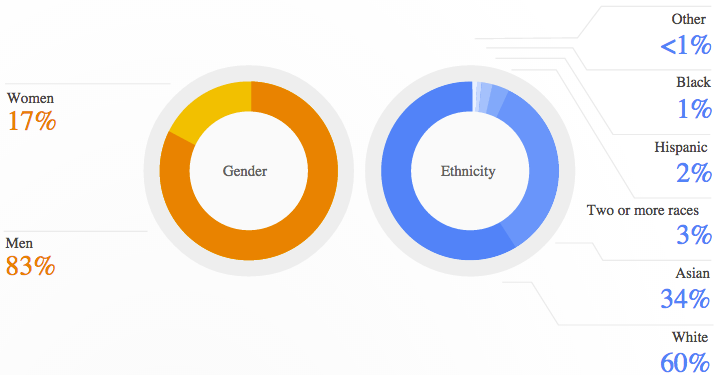 Women
17%
Men
83%
Gender
Ethnicity
Other
<1%
Black
1%
Hispanic
2%
Two or more races
3%
Asian
34%
White
60%